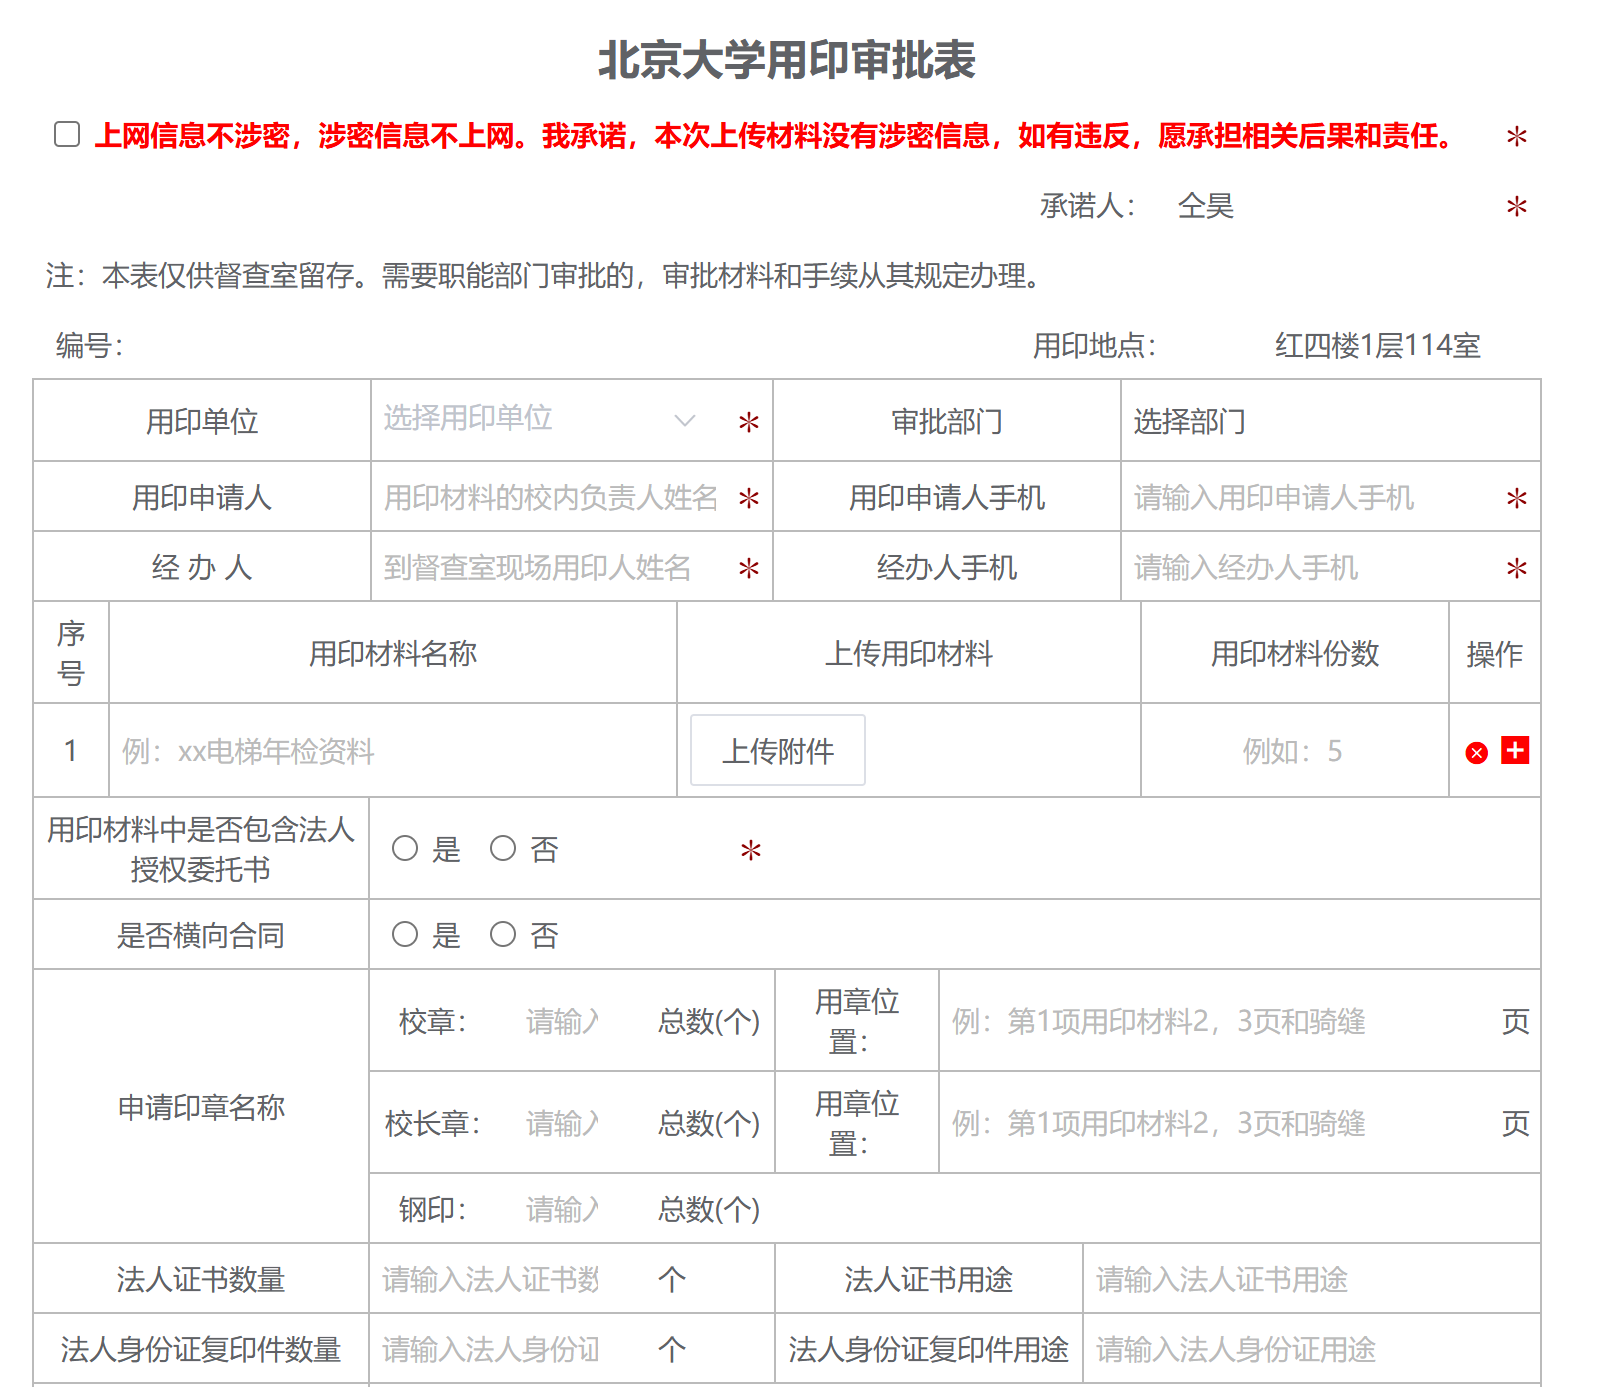 北京大学用印审批表
上网信息不涉密，涉密信息不上网。我承诺，本次上传材料没有涉密信息，如有违反，愿承担相关后果和责任。 *
承诺人： 仝昊 *
注：本表仅供督查室留存。需要职能部门审批的，审批材料和手续从其规定办理。
编号： 用印地点： 红四楼1层114室
用印单位 选择用印单位 * 审批部门 选择部门
用印申请人 用印材料的校内负责人姓名 * 用印申请人手机 请输入用印申请人手机 *
经 办 人 到督查室现场用印人姓名 * 经办人手机 请输入经办人手机 *
序号 用印材料名称 上传用印材料 用印材料份数 操作
1 例：xx电梯年检资料 上传附件 例如：5
用印材料中是否包含法人
授权委托书 是 否 *
是否横向合同 是 否
申请印章名称
校章： 请输入 总数(个) 用章位置： 例：第1项用印材料2，3页和骑缝 页
校长章： 请输入 总数(个) 用章位置： 例：第1项用印材料2，3页和骑缝 页
钢印： 请输入 总数(个)
法人证书数量 请输入法人证书数 个 法人证书用途 请输入法人证书用途
法人身份证复印件数量 请输入法人身份证 个 法人身份证复印件用途 请输入法人身份证用途